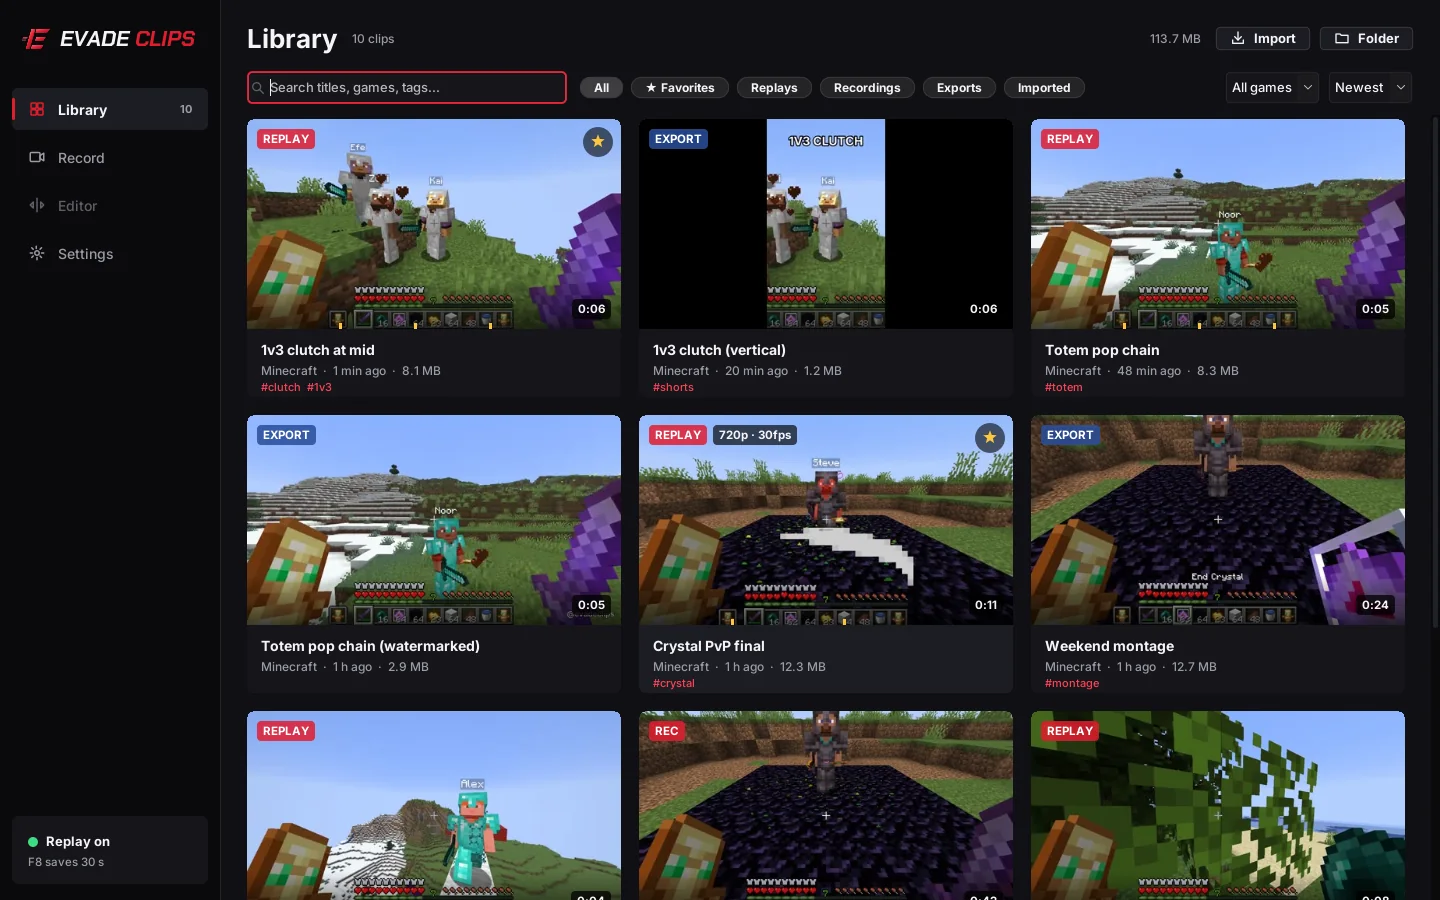 EVADE CLIPS
Library 10
Record
Editor
Settings
Replay on
F8 saves 30 s
Library 10 clips
113.7 MB Import Folder
Search titles, games, tags...
All ★ Favorites Replays Recordings Exports Imported
All games Newest
REPLAY
Efe
Kai
0:06
1v3 clutch at mid
Minecraft · 1 min ago · 8.1 MB
#clutch #1v3
EXPORT
1V3 CLUTCH
Kai
0:06
1v3 clutch (vertical)
Minecraft · 20 min ago · 1.2 MB
#shorts
REPLAY
Noor
0:05
Totem pop chain
Minecraft · 48 min ago · 8.3 MB
#totem
EXPORT
Noor
0:05
Totem pop chain (watermarked)
Minecraft · 1 h ago · 2.9 MB
REPLAY 720p · 30fps
Steve
7
0:11
Crystal PvP final
Minecraft · 1 h ago · 12.3 MB
#crystal
EXPORT
End Crystal
7
0:24
Weekend montage
Minecraft · 1 h ago · 12.7 MB
#montage
REPLAY
Alex
REC
REPLAY